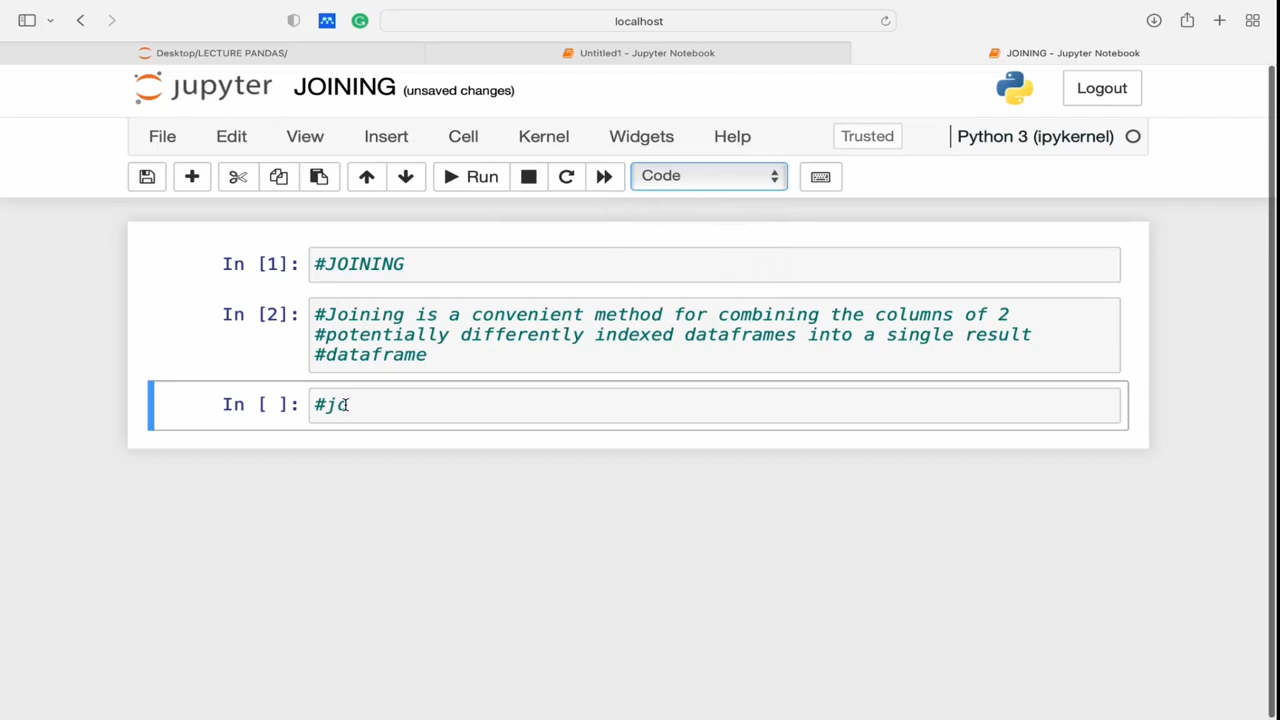 localhost
Desktop/LECTURE PANDAS/
Untitled1 - Jupyter Notebook
JOINING - Jupyter Notebook
jupyter JOINING (unsaved changes)
Logout
File Edit View Insert Cell Kernel Widgets Help
Trusted
Python 3 (ipykernel)
Run
Code
In [1]: #JOINING
In [2]: #Joining is a convenient method for combining the columns of 2
#potentially differently indexed dataframes into a single result
#dataframe
In [ ]: #jo